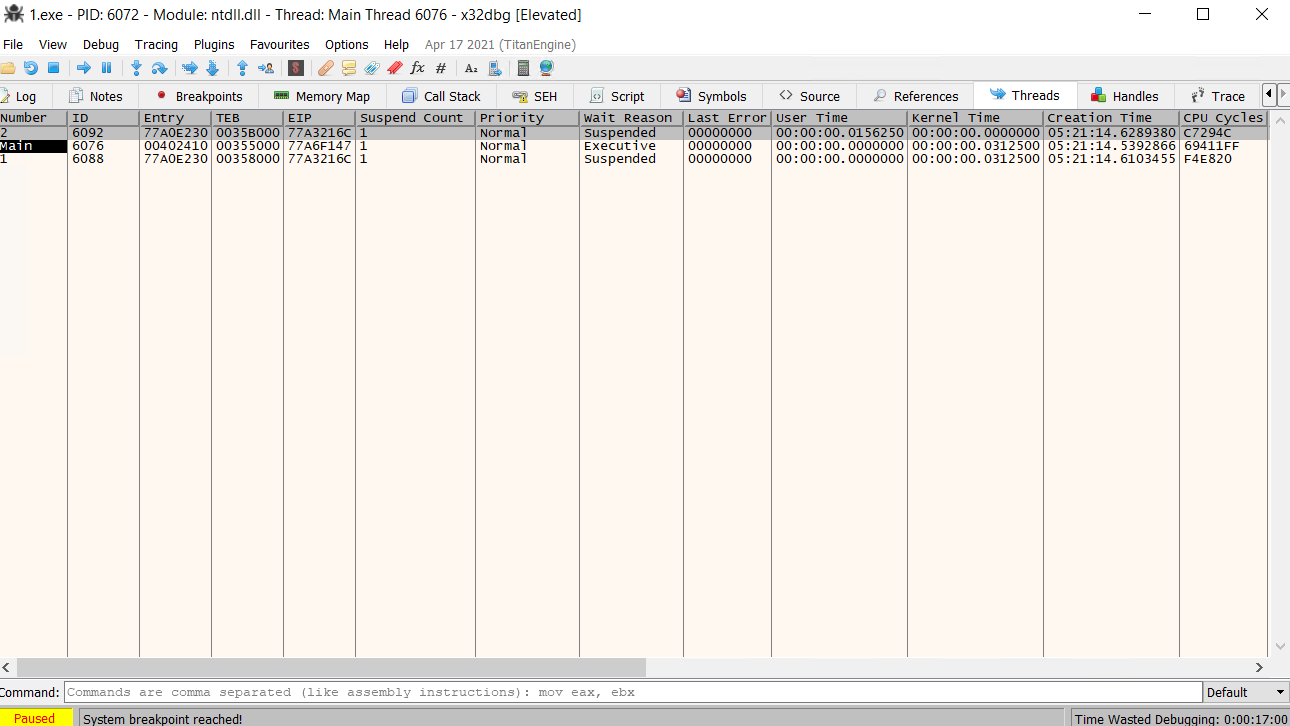 1.exe - PID: 6072 - Module: ntdll.dll - Thread: Main Thread 6076 - x32dbg [Elevated]
File View Debug Tracing Plugins Favourites Options Help Apr 17 2021 (TitanEngine)
Log Notes Breakpoints Memory Map Call Stack SEH Script Symbols Source References Threads Handles Trace
Number ID Entry TEB EIP Suspend Count Priority Wait Reason Last Error User Time Kernel Time Creation Time CPU Cycles
2 6092 77A0E230 0035B000 77A3216C 1 Normal Suspended 00000000 00:00:00.0156250 00:00:00.0000000 05:21:14.6289380 C7294C
Main 6076 00402410 00355000 77A6F147 1 Normal Executive 00000000 00:00:00.0000000 00:00:00.0312500 05:21:14.5392866 69411FF
1 6088 77A0E230 00358000 77A3216C 1 Normal Suspended 00000000 00:00:00.0000000 00:00:00.0312500 05:21:14.6103455 F4E820
Command: Commands are comma separated (like assembly instructions): mov eax, ebx Default
Paused System breakpoint reached! Time Wasted Debugging: 0:00:17:00